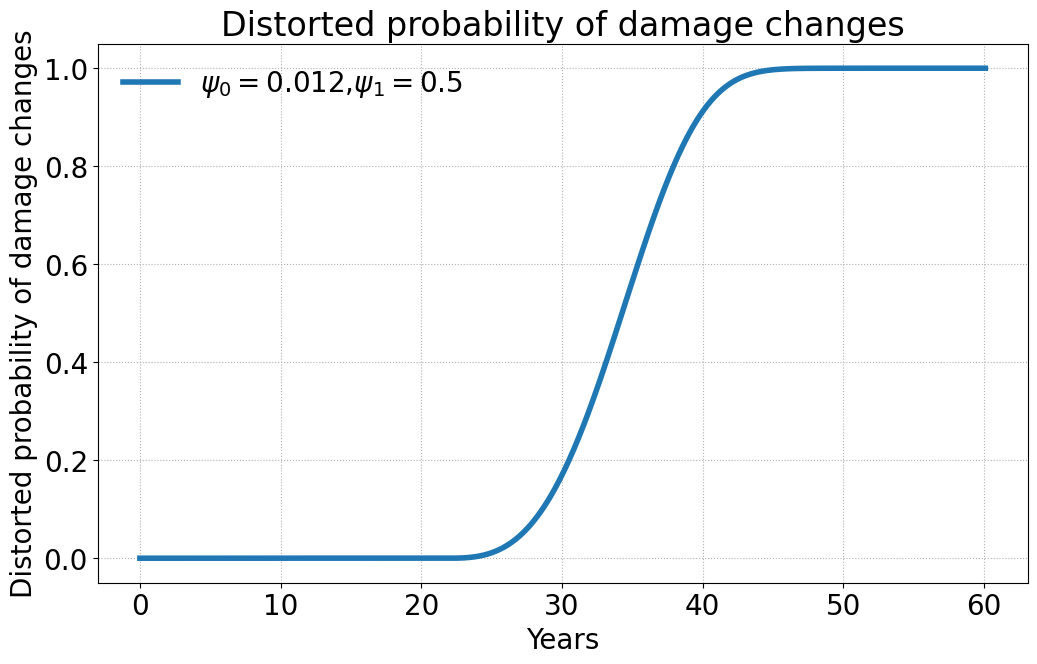 Distorted probability of damage changes
ψ₀ = 0.012,ψ₁ = 0.5
Distorted probability of damage changes
1.0
0.8
0.6
0.4
0.2
0.0
0 10 20 30 40 50 60
Years